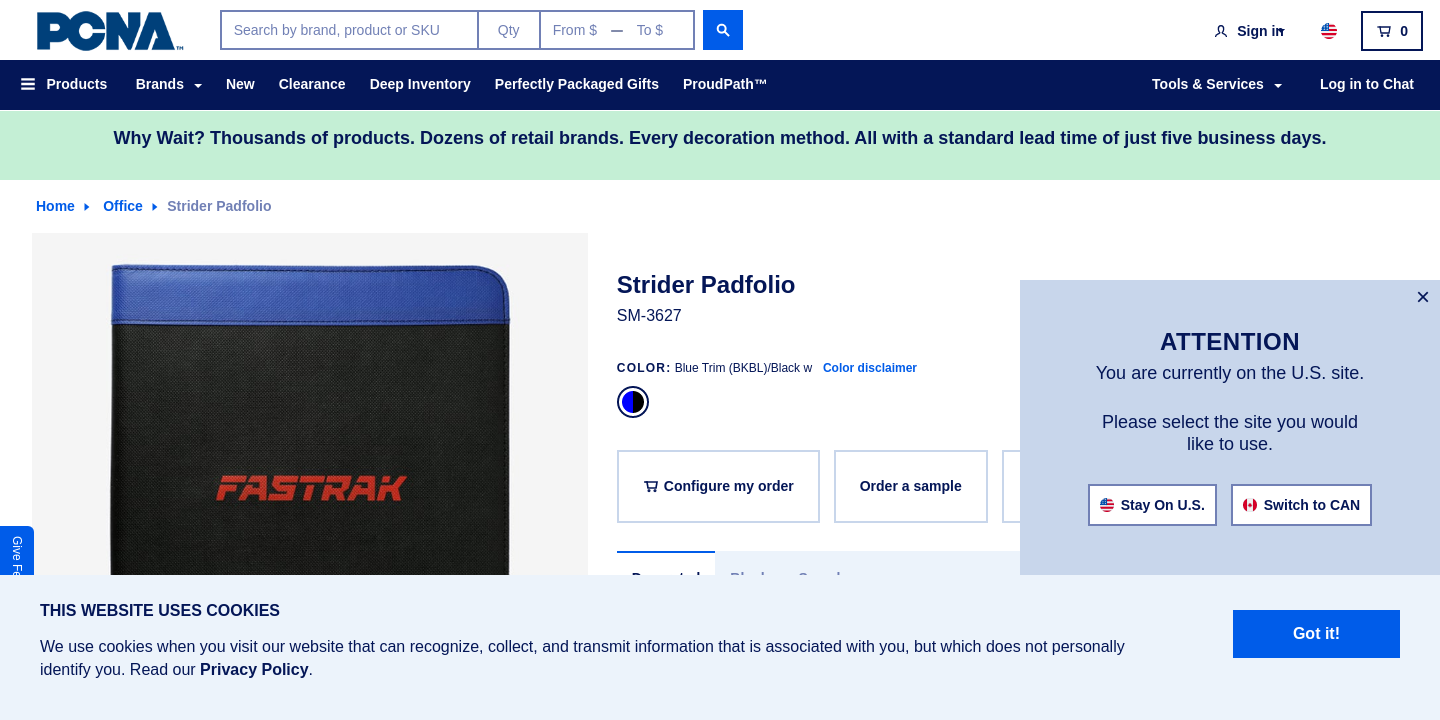 PCNA™
Search by brand, product or SKU
Qty
From $ — To $
Sign in
0
Products
Brands
New
Clearance
Deep Inventory
Perfectly Packaged Gifts
ProudPath™
Tools & Services
Log in to Chat
Why Wait? Thousands of products. Dozens of retail brands. Every decoration method. All with a standard lead time of just five business days.
Home
Office
Strider Padfolio
FASTRAK
Strider Padfolio
SM-3627
COLOR: Blue Trim (BKBL)/Black w
Color disclaimer
Configure my order
Order a sample
ATTENTION
You are currently on the U.S. site.
Please select the site you would
like to use.
Stay On U.S.
Switch to CAN
Give
THIS WEBSITE USES COOKIES
We use cookies when you visit our website that can recognize, collect, and transmit information that is associated with you, but which does not personally
identify you. Read our Privacy Policy.
Got it!